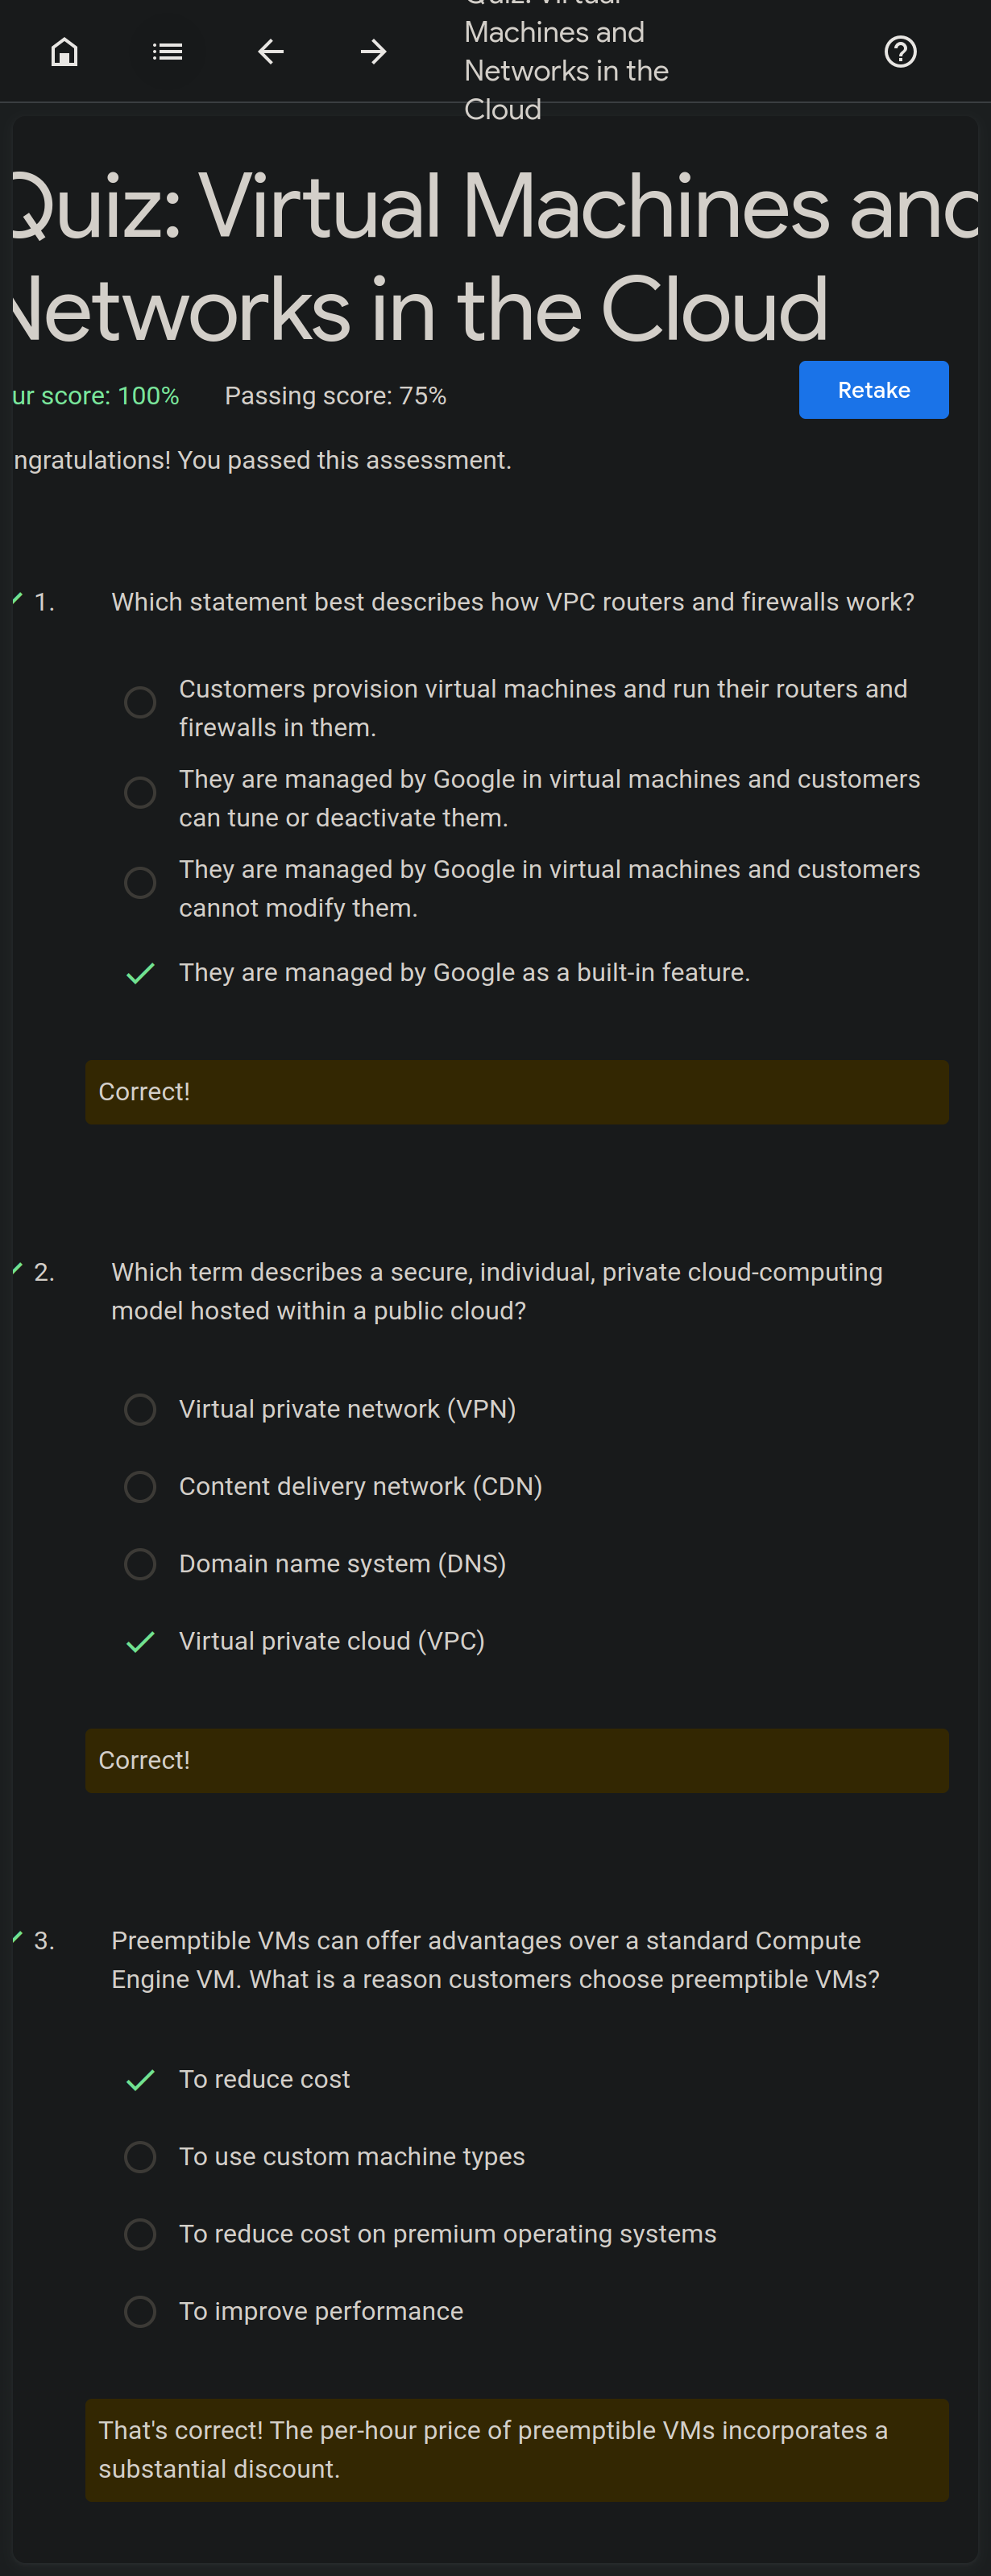 Quiz: Virtual
Machines and
Networks in the
Cloud
Quiz: Virtual Machines and
Networks in the Cloud
ur score: 100%
Passing score: 75%
Retake
ngratulations! You passed this assessment.
1.
Which statement best describes how VPC routers and firewalls work?
Customers provision virtual machines and run their routers and
firewalls in them.
They are managed by Google in virtual machines and customers
can tune or deactivate them.
They are managed by Google in virtual machines and customers
cannot modify them.
They are managed by Google as a built-in feature.
Correct!
2.
Which term describes a secure, individual, private cloud-computing
model hosted within a public cloud?
Virtual private network (VPN)
Content delivery network (CDN)
Domain name system (DNS)
Virtual private cloud (VPC)
Correct!
3.
Preemptible VMs can offer advantages over a standard Compute
Engine VM. What is a reason customers choose preemptible VMs?
To reduce cost
To use custom machine types
To reduce cost on premium operating systems
To improve performance
That's correct! The per-hour price of preemptible VMs incorporates a
substantial discount.